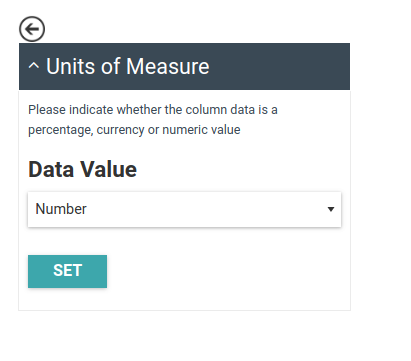 Units of Measure
Please indicate whether the column data is a
percentage, currency or numeric value
Data Value
Number
SET